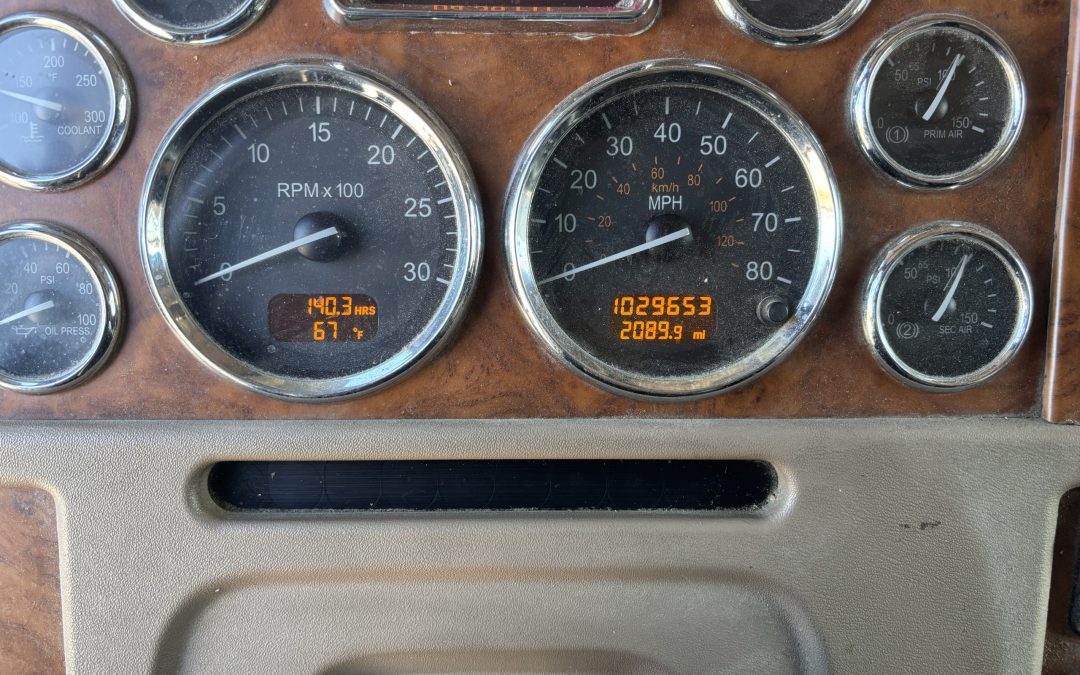 200
150
°F
250
100
300
COOLANT
40
60
PSI
20
80
100
OIL PRESS.
15
10
20
RPM x 100
5
25
0
30
140.3 HRS
67 °F
40
30
50
60
40
80
km/h
20
60
MPH
100
10
20
70
120
0
80
1029653
2089.9 mi
50
PSI
0
150
(1)
PRIM AIR
50
PSI
0
150
(2)
SEC AIR